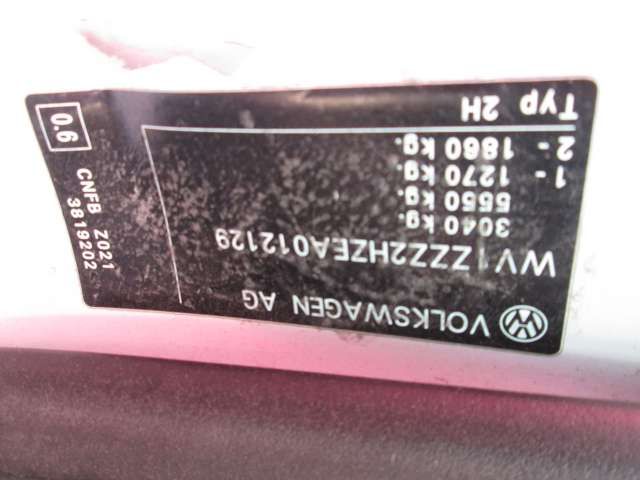 VOLKSWAGEN AG
WV1ZZZ2HZEA012129
3040 kg.
5550 kg.
1 - 1270 kg.
2 - 1860 kg.
Typ 2H
3819202
CNFB Z021
0.6